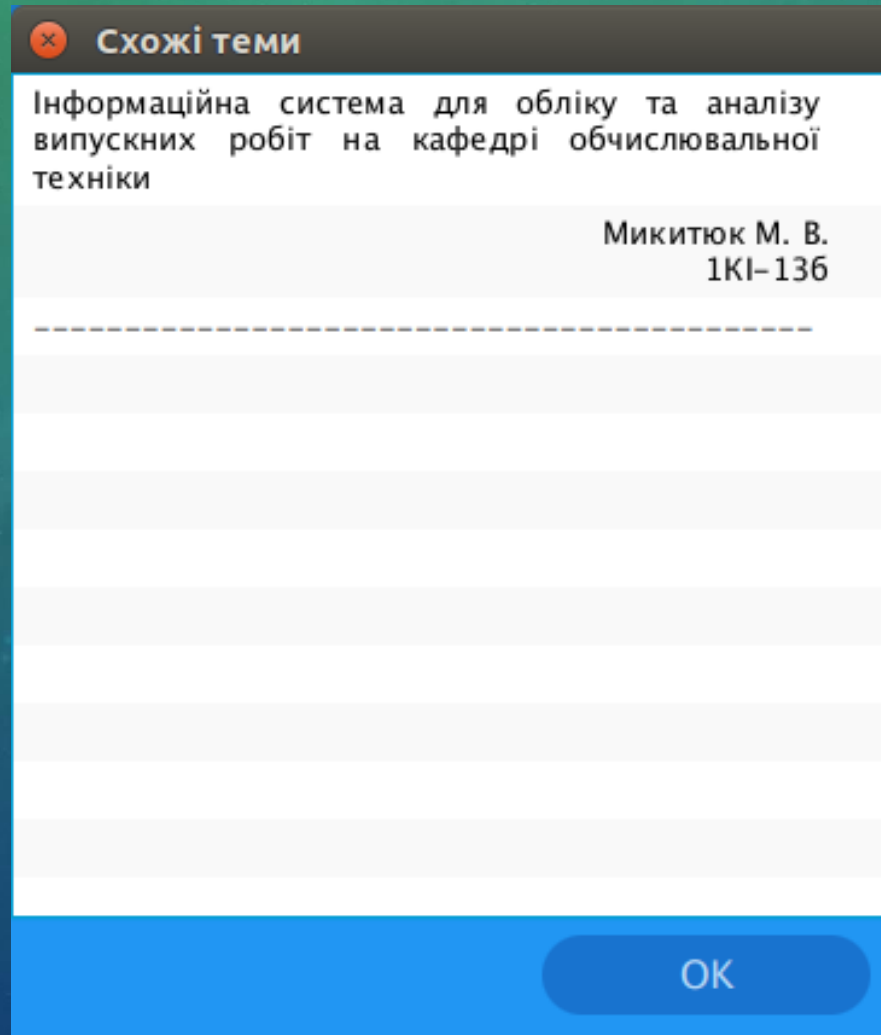 Схожі теми
Інформаційна система для обліку та аналізу
випускних робіт на кафедрі обчислювальної
техніки
Микитюк М. В.
1КІ-13б
-------------------------------------------
OK